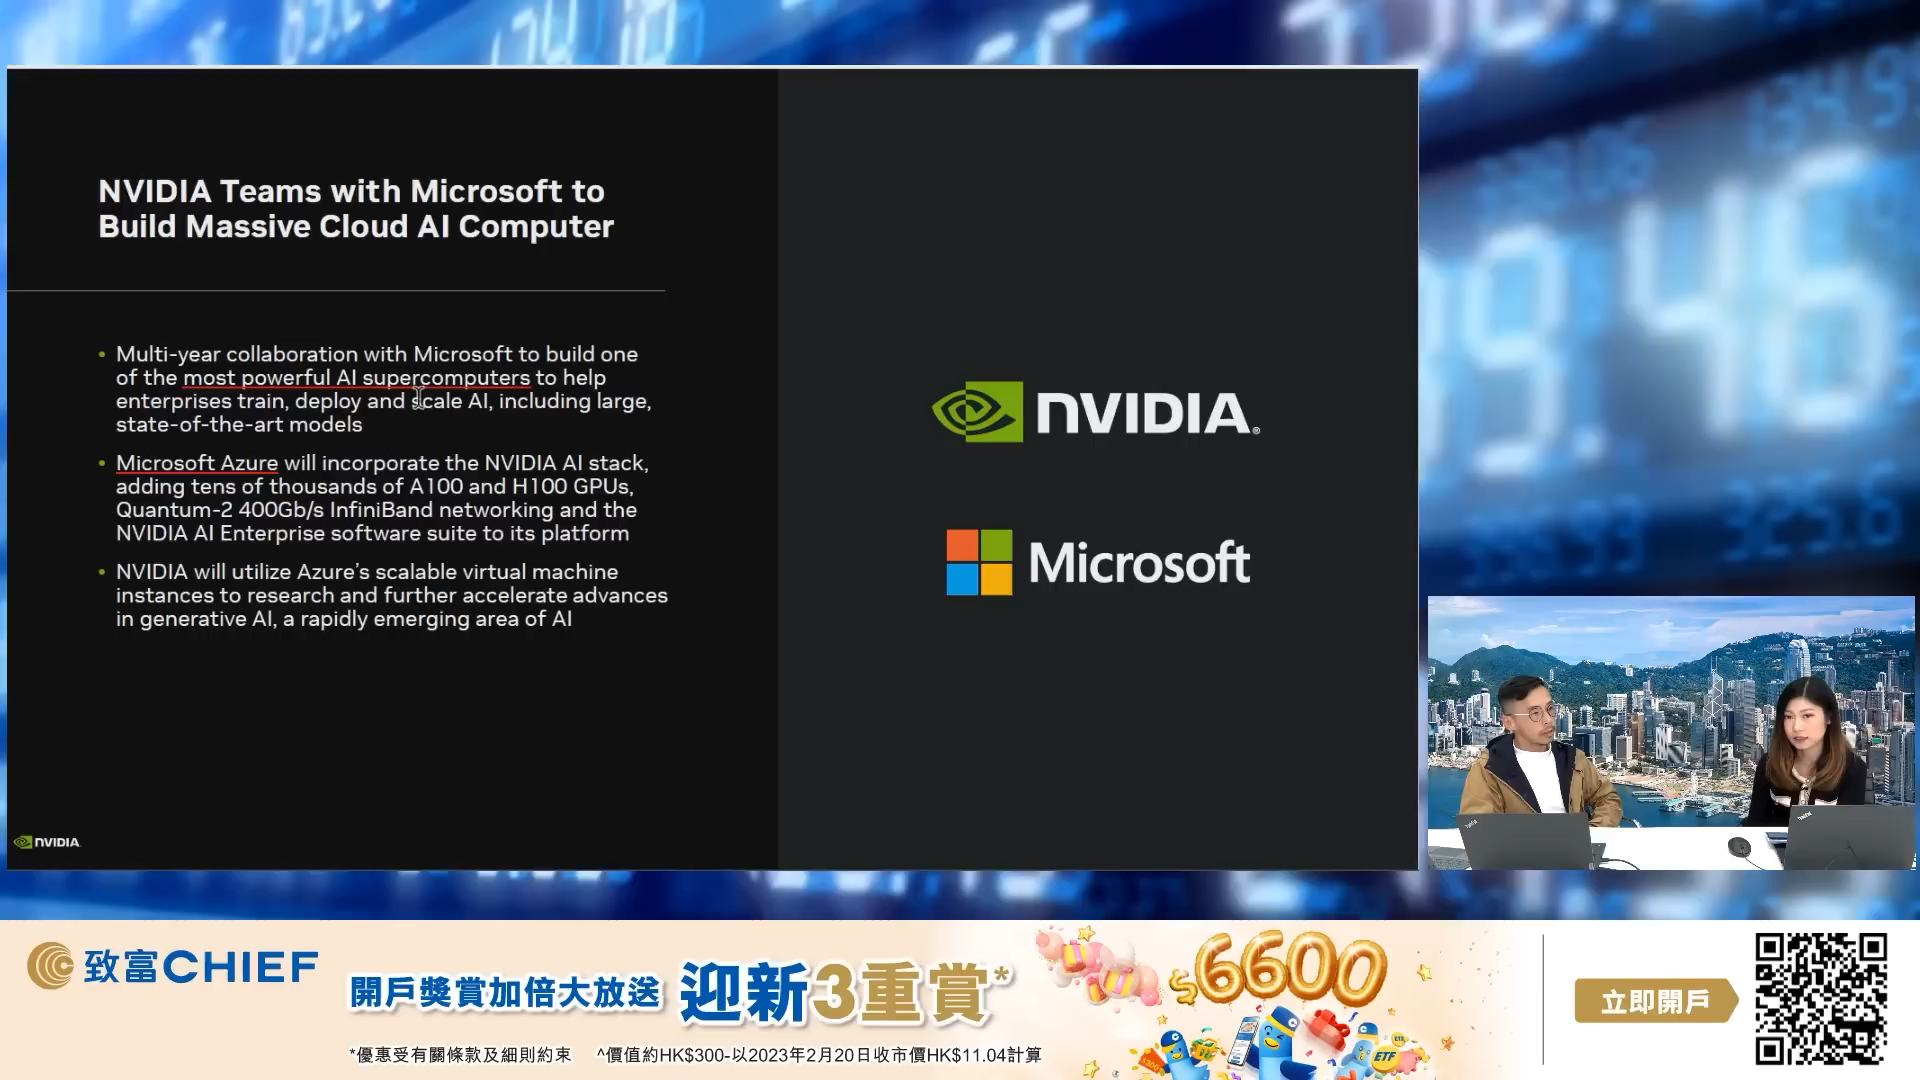 NVIDIA Teams with Microsoft to
Build Massive Cloud AI Computer
• Multi-year collaboration with Microsoft to build one
of the most powerful AI supercomputers to help
enterprises train, deploy and scale AI, including large,
state-of-the-art models
• Microsoft Azure will incorporate the NVIDIA AI stack,
adding tens of thousands of A100 and H100 GPUs,
Quantum-2 400Gb/s InfiniBand networking and the
NVIDIA AI Enterprise software suite to its platform
• NVIDIA will utilize Azure's scalable virtual machine
instances to research and further accelerate advances
in generative AI, a rapidly emerging area of AI
NVIDIA
Microsoft
NVIDIA
致富CHIEF
開戶獎賞加倍大放送 迎新3重賞*
$6600
*優惠受有關條款及細則約束 ^價值約HK$300-以2023年2月20日收市價HK$11.04計算
ETF
立即開戶